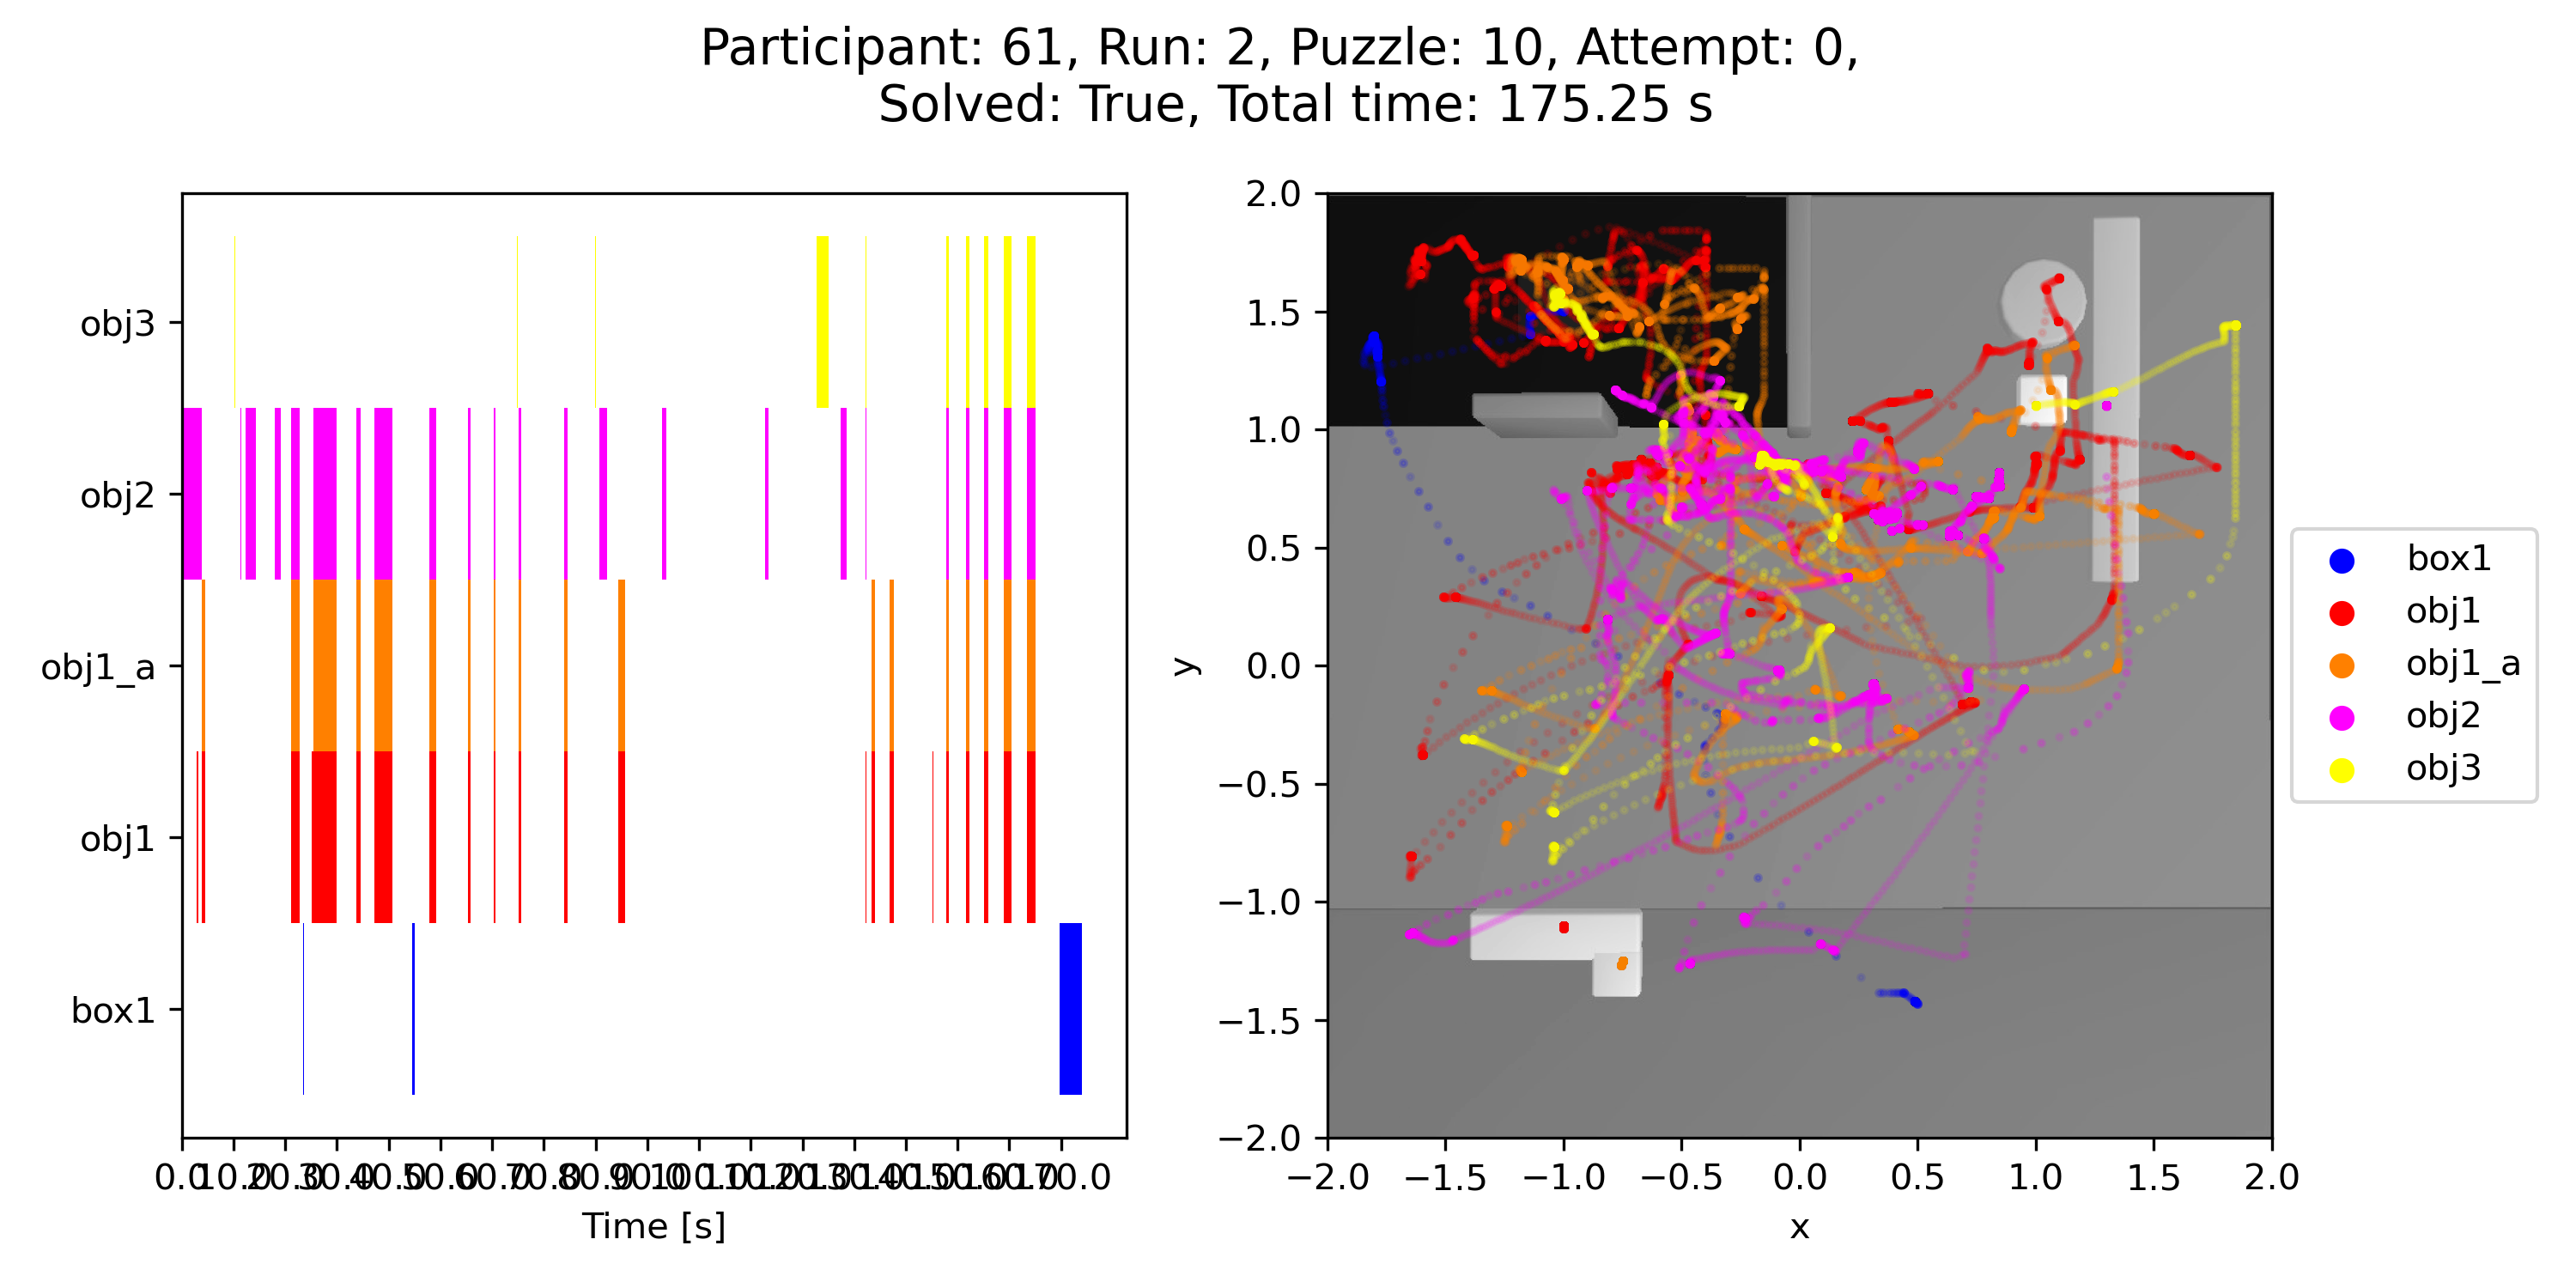 Participant: 61, Run: 2, Puzzle: 10, Attempt: 0,
Solved: True, Total time: 175.25 s
obj3
obj2
obj1_a
obj1
box1
0.0 10.0 20.0 30.0 40.0 50.0 60.0 70.0 80.0 90.0 100.0 110.0 120.0 130.0 140.0 150.0 160.0 170.0
Time [s]
2.0
1.5
1.0
0.5
0.0
−0.5
−1.0
−1.5
−2.0
y
−2.0 −1.5 −1.0 −0.5 0.0 0.5 1.0 1.5 2.0
x
box1
obj1
obj1_a
obj2
obj3